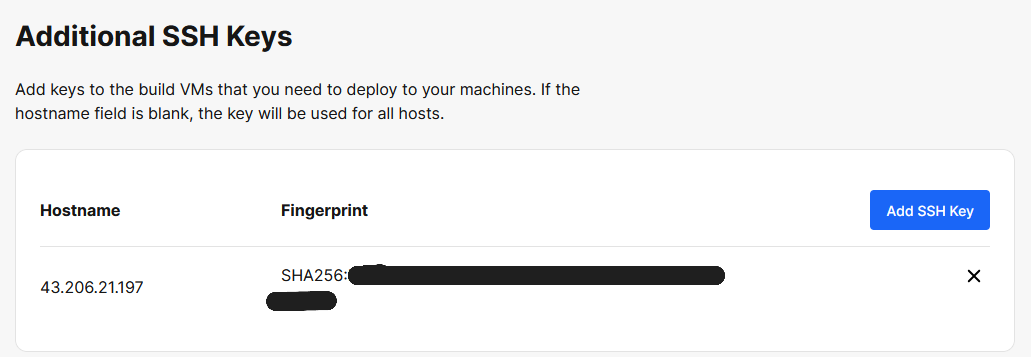 Additional SSH Keys
Add keys to the build VMs that you need to deploy to your machines. If the
hostname field is blank, the key will be used for all hosts.
Hostname Fingerprint Add SSH Key
SHA256:
43.206.21.197